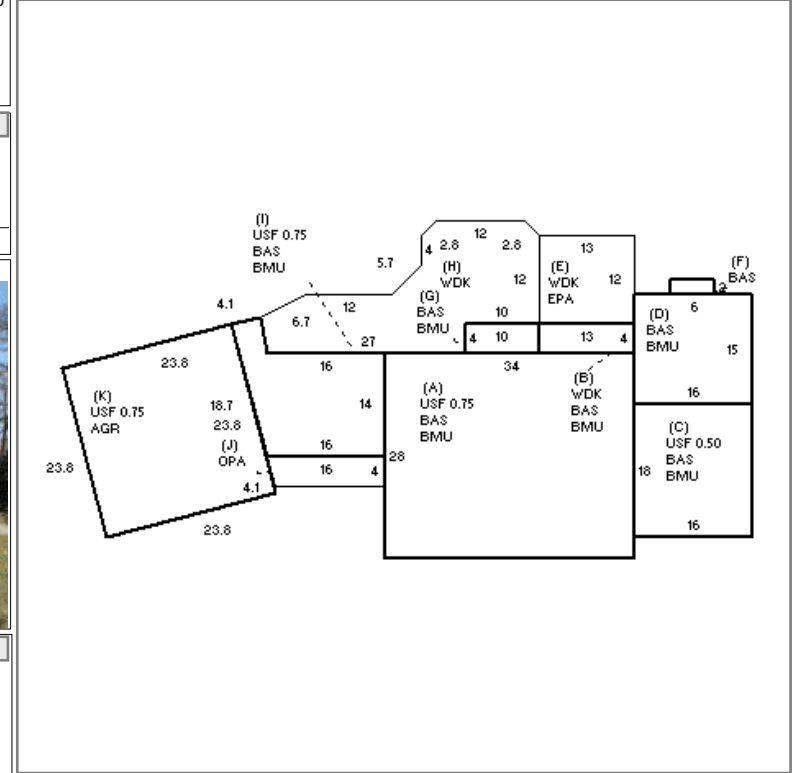 (I)
USF 0.75
BAS
BMU
12
4
2.8
2.8
5.7
(H)
WDK
12
13
(E)
WDK
EPA
12
(F)
BAS
2
6
4.1
6.7
12
27
(G)
BAS
BMU
10
4
10
13
4
(D)
BAS
BMU
15
16
23.8
16
34
(K)
USF 0.75
AGR
18.7
23.8
14
(A)
USF 0.75
BAS
BMU
(B)
WDK
BAS
BMU
(C)
USF 0.50
BAS
BMU
(J)
OPA
16
16
4
28
18
23.8
4.1
23.8
16